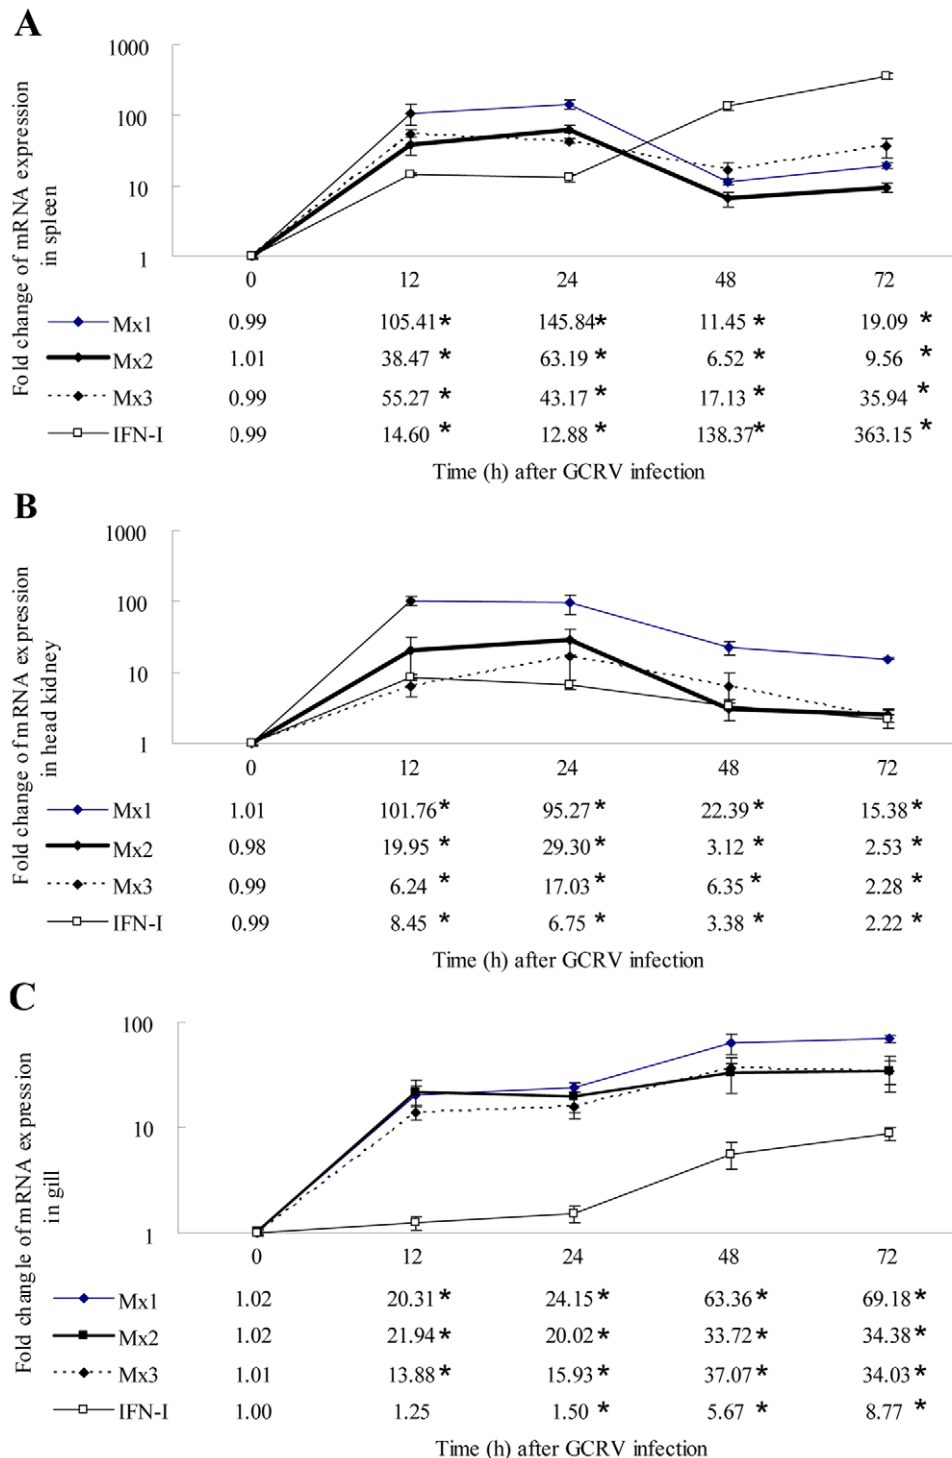 A
Fold change of mRNA expression
in spleen
1000
100
10
1
0 12 24 48 72
Mx1 0.99 105.41* 145.84* 11.45 * 19.09 *
Mx2 1.01 38.47 * 63.19 * 6.52 * 9.56 *
Mx3 0.99 55.27 * 43.17 * 17.13 * 35.94 *
IFN-I 0.99 14.60 * 12.88 * 138.37* 363.15 *
Time (h) after GCRV infection
B
Fold change of mRNA expression
in head kidney
1000
100
10
1
0 12 24 48 72
Mx1 1.01 101.76* 95.27 * 22.39 * 15.38 *
Mx2 0.98 19.95 * 29.30 * 3.12 * 2.53 *
Mx3 0.99 6.24 * 17.03 * 6.35 * 2.28 *
IFN-I 0.99 8.45 * 6.75 * 3.38 * 2.22 *
Time (h) after GCRV infection
C
Fold changle of mRNA expression
in gill
100
10
1
0 12 24 48 72
Mx1 1.02 20.31 * 24.15 * 63.36 * 69.18 *
Mx2 1.02 21.94 * 20.02 * 33.72 * 34.38 *
Mx3 1.01 13.88 * 15.93 * 37.07 * 34.03 *
IFN-I 1.00 1.25 1.50 * 5.67 * 8.77 *
Time (h) after GCRV infection